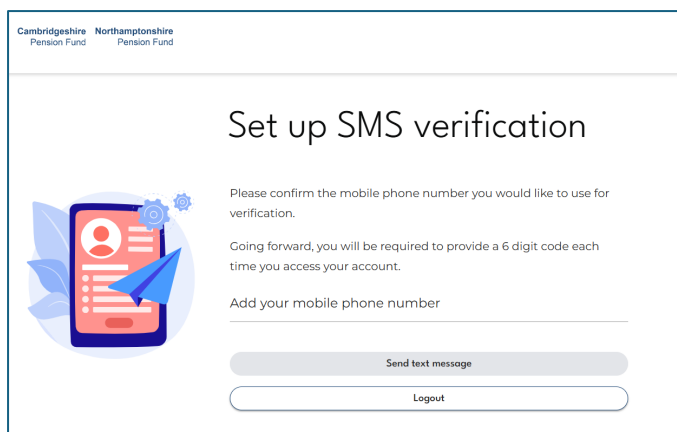 Cambridgeshire Northamptonshire
Pension Fund Pension Fund
Set up SMS verification
Please confirm the mobile phone number you would like to use for
verification.
Going forward, you will be required to provide a 6 digit code each
time you access your account.
Add your mobile phone number
Send text message
Logout